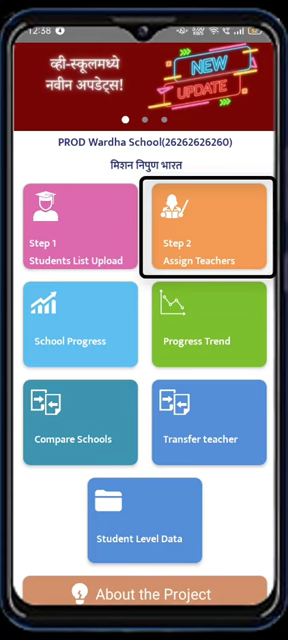 12:38
व्ही-स्कूलमध्ये
नवीन अपडेट्स!
NEW
UPDATE
PROD Wardha School(26262626260)
मिशन निपुण भारत
Step 1
Students List Upload
Step 2
Assign Teachers
School Progress
Progress Trend
Compare Schools
Transfer teacher
Student Level Data
About the Project